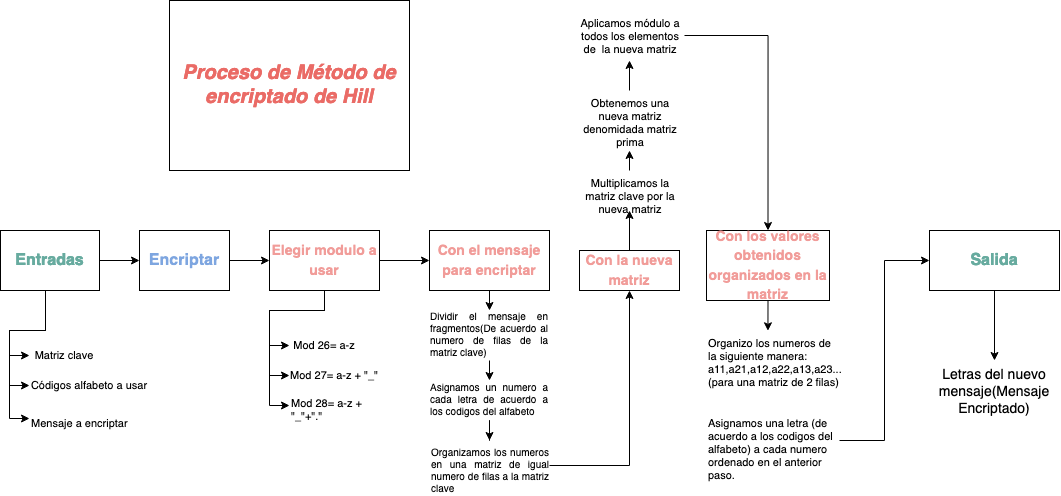 Proceso de Método de
encriptado de Hill
Entradas
Matriz clave
Códigos alfabeto a usar
Mensaje a encriptar
Encriptar
Elegir modulo a
usar
Mod 26= a-z
Mod 27= a-z + "_"
Mod 28= a-z +
"_"+"."
Con el mensaje
para encriptar
Dividir el mensaje en
fragmentos(De acuerdo al
numero de filas de la
matriz clave)
Asignamos un numero a
cada letra de acuerdo a
los codigos del alfabeto
Organizamos los numeros
en una matriz de igual
numero de filas a la matriz
clave
Con la nueva
matriz
Multiplicamos la
matriz clave por la
nueva matriz
Obtenemos una
nueva matriz
denomidada matriz
prima
Aplicamos módulo a
todos los elementos
de la nueva matriz
Con los valores
obtenidos
organizados en la
matriz
Organizo los numeros de
la siguiente manera:
a11,a21,a12,a22,a13,a23...
(para una matriz de 2 filas)
Asignamos una letra (de
acuerdo a los codigos del
alfabeto) a cada numero
ordenado en el anterior
paso.
Salida
Letras del nuevo
mensaje(Mensaje
Encriptado)